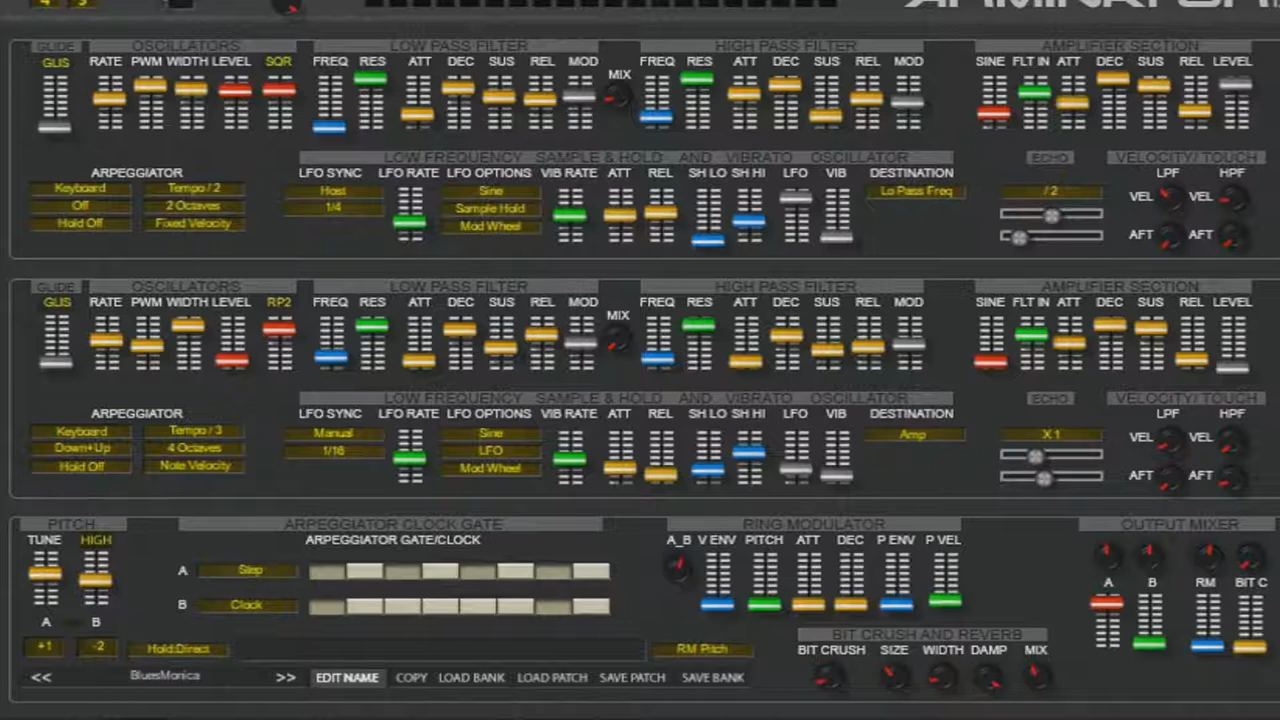 4 3
ARMINATOR2
GLIDE OSCILLATORS LOW PASS FILTER HIGH PASS FILTER AMPLIFIER SECTION
GLIS RATE PWM WIDTH LEVEL SQR FREQ RES ATT DEC SUS REL MOD MIX FREQ RES ATT DEC SUS REL MOD SINE FLT IN ATT DEC SUS REL LEVEL
LOW FREQUENCY SAMPLE & HOLD AND VIBRATO OSCILLATOR ECHO VELOCITY/ TOUCH
ARPEGGIATOR LFO SYNC LFO RATE LFO OPTIONS VIB RATE ATT REL SH LO SH HI LFO VIB DESTINATION LPF HPF
Keyboard Tempo / 2 Host Sine Lo Pass Freq / 2 VEL VEL
Off 2 Octaves 1/4 Sample Hold
Hold Off Fixed Velocity Mod Wheel AFT AFT
GLIDE OSCILLATORS LOW PASS FILTER HIGH PASS FILTER AMPLIFIER SECTION
GLIS RATE PWM WIDTH LEVEL RP2 FREQ RES ATT DEC SUS REL MOD MIX FREQ RES ATT DEC SUS REL MOD SINE FLT IN ATT DEC SUS REL LEVEL
LOW FREQUENCY SAMPLE & HOLD AND VIBRATO OSCILLATOR ECHO VELOCITY/ TOUCH
ARPEGGIATOR LFO SYNC LFO RATE LFO OPTIONS VIB RATE ATT REL SH LO SH HI LFO VIB DESTINATION LPF HPF
Keyboard Tempo / 3 Manual Sine Amp X 1 VEL VEL
Down+Up 4 Octaves 1/16 LFO
Hold Off Note Velocity Mod Wheel AFT AFT
PITCH ARPEGGIATOR CLOCK GATE RING MODULATOR OUTPUT MIXER
TUNE HIGH ARPEGGIATOR GATE/CLOCK A_B V ENV PITCH ATT DEC P ENV P VEL
A Step
A B RM BIT C
B Clock
A B
BIT CRUSH AND REVERB
+1 -2 Hold:Direct RM Pitch BIT CRUSH SIZE WIDTH DAMP MIX
<< BluesMonica >> EDIT NAME COPY LOAD BANK LOAD PATCH SAVE PATCH SAVE BANK